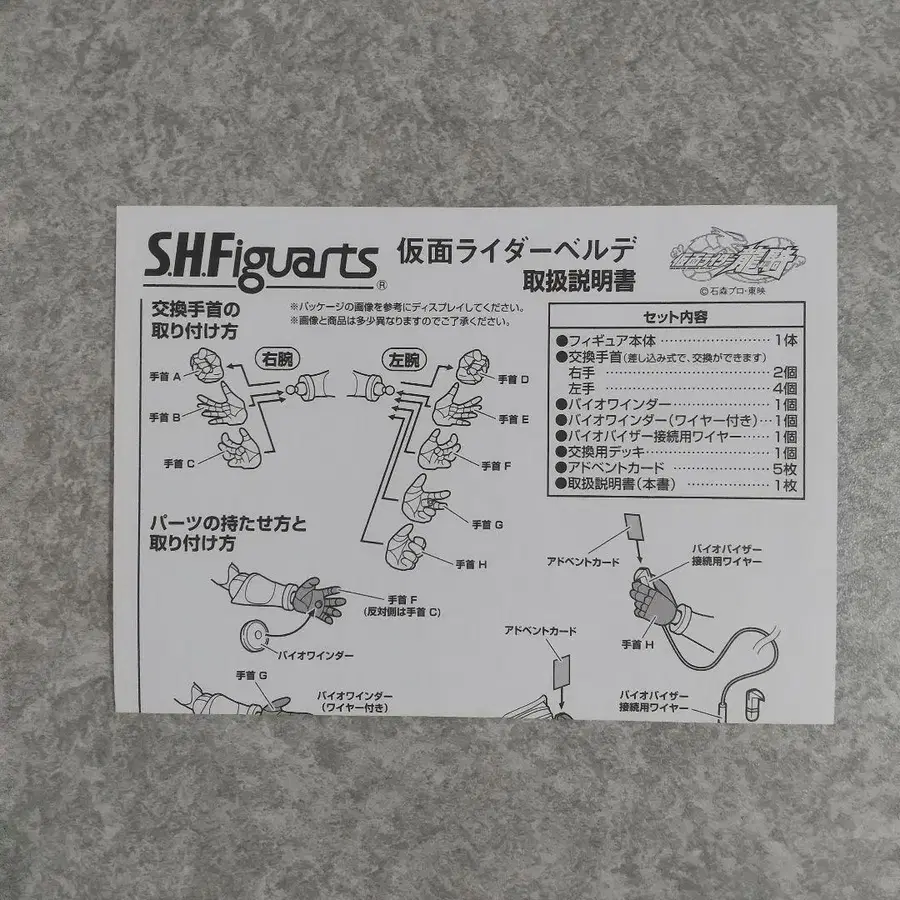 S.H.Figuarts®
仮面ライダーベルデ
取扱説明書
仮面ライダー龍騎
©石森プロ・東映
交換手首の
取り付け方
※パッケージの画像を参考にディスプレイしてください。
※画像と商品は多少異なりますのでご了承ください。
右腕
左腕
手首 A
手首 B
手首 C
手首 D
手首 E
手首 F
手首 G
手首 H
セット内容
●フィギュア本体 ………… 1体
●交換手首(差し込み式で、交換ができます)
右手 ………… 2個
左手 ………… 4個
●バイオワインダー ………… 1個
●バイオワインダー(ワイヤー付き)… 1個
●バイオバイザー接続用ワイヤー…… 1個
●交換用デッキ ………… 1個
●アドベントカード ………… 5枚
●取扱説明書(本書) ………… 1枚
パーツの持たせ方と
取り付け方
手首 F
(反対側は手首 C)
バイオワインダー
手首 G
バイオワインダー
(ワイヤー付き)
アドベントカード
バイオバイザー
接続用ワイヤー
手首 H
アドベントカード
バイオバイザー
接続用ワイヤー